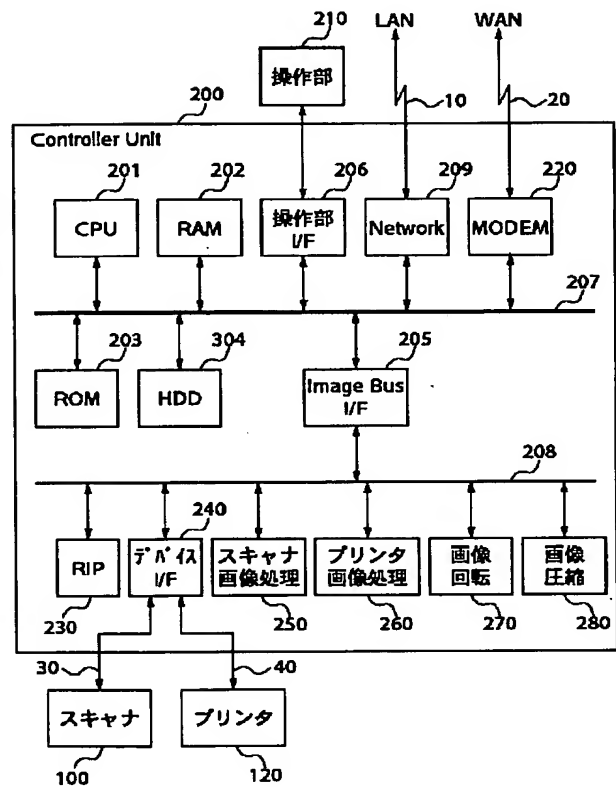 210
LAN
WAN
操作部
200
10
20
Controller Unit
201
202
206
209
220
CPU
RAM
操作部
I/F
Network
MODEM
207
203
304
205
ROM
HDD
Image Bus
I/F
208
240
RIP
デバイス
I/F
スキャナ
画像処理
プリンタ
画像処理
画像
回転
画像
圧縮
230
250
260
270
280
30
40
スキャナ
プリンタ
100
120